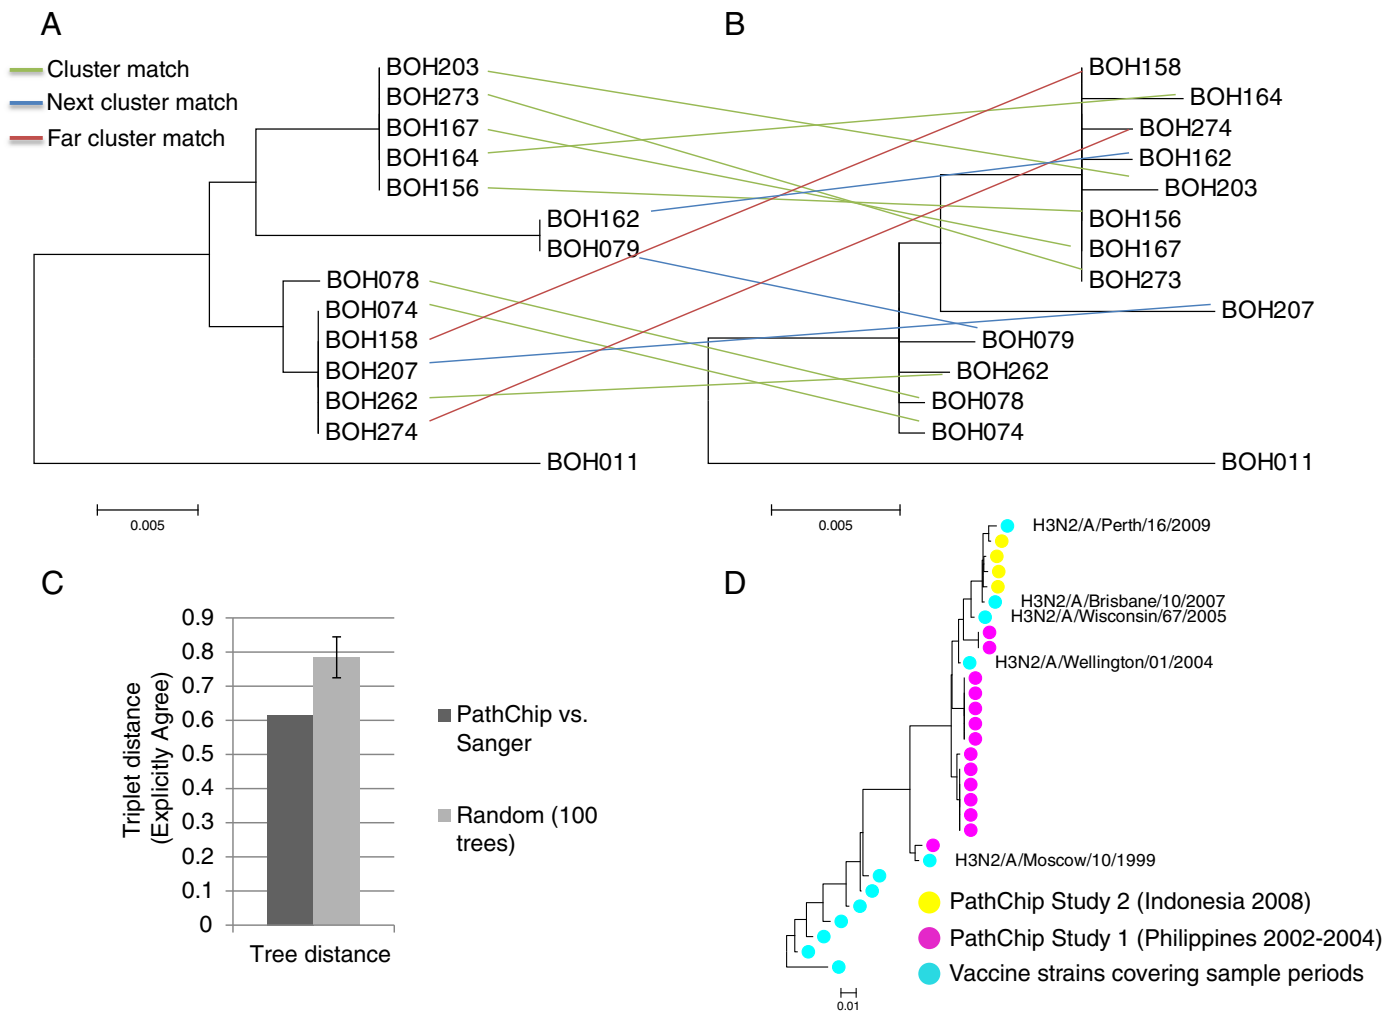 A
Cluster match
Next cluster match
Far cluster match
BOH203
BOH273
BOH167
BOH164
BOH156
BOH162
BOH079
BOH078
BOH074
BOH158
BOH207
BOH262
BOH274
BOH011
0.005
B
BOH158
BOH164
BOH274
BOH162
BOH203
BOH156
BOH167
BOH273
BOH207
BOH079
BOH262
BOH078
BOH074
BOH011
0.005
C
Triplet distance
(Explicitly Agree)
0.9
0.8
0.7
0.6
0.5
0.4
0.3
0.2
0.1
0
Tree distance
PathChip vs.
Sanger
Random (100
trees)
D
H3N2/A/Perth/16/2009
H3N2/A/Brisbane/10/2007
H3N2/A/Wisconsin/67/2005
H3N2/A/Wellington/01/2004
H3N2/A/Moscow/10/1999
PathChip Study 2 (Indonesia 2008)
PathChip Study 1 (Philippines 2002-2004)
Vaccine strains covering sample periods
0.01